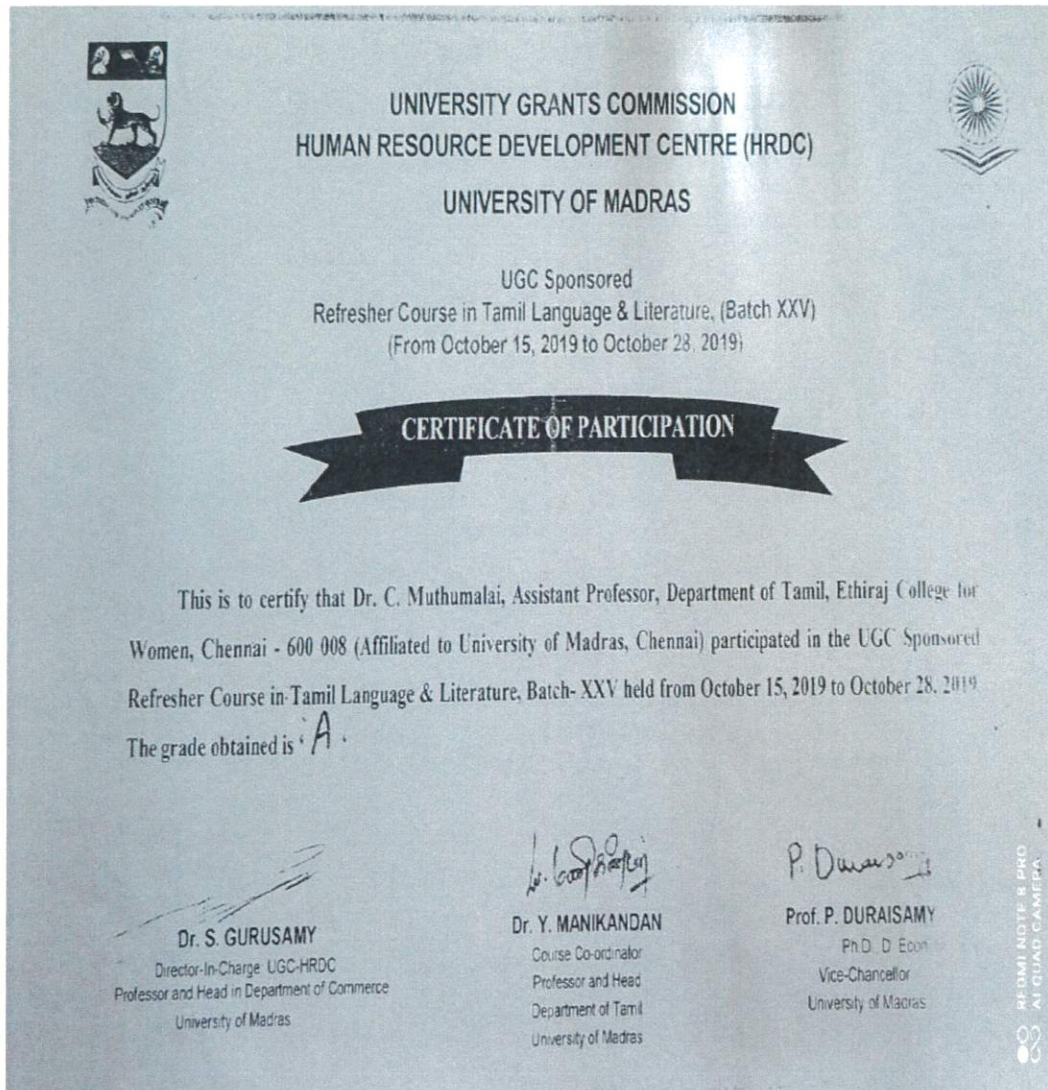 UNIVERSITY GRANTS COMMISSION
HUMAN RESOURCE DEVELOPMENT CENTRE (HRDC)
UNIVERSITY OF MADRAS
UGC Sponsored
Refresher Course in Tamil Language & Literature, (Batch XXV)
(From October 15, 2019 to October 28, 2019)
CERTIFICATE OF PARTICIPATION
This is to certify that Dr. C. Muthumalai, Assistant Professor, Department of Tamil, Ethiraj College for
Women, Chennai - 600 008 (Affiliated to University of Madras, Chennai) participated in the UGC Sponsored
Refresher Course in Tamil Language & Literature, Batch- XXV held from October 15, 2019 to October 28, 2019
The grade obtained is 'A'.
P. Duraisamy
Dr. S. GURUSAMY
Director-In-Charge UGC-HRDC
Professor and Head in Department of Commerce
University of Madras
Dr. Y. MANIKANDAN
Course Co-ordinator
Professor and Head
Department of Tamil
University of Madras
Prof. P. DURAISAMY
Ph.D. D. Econ
Vice-Chancellor
University of Madras
REDMI NOTE 8 PRO
AI QUAD CAMERA